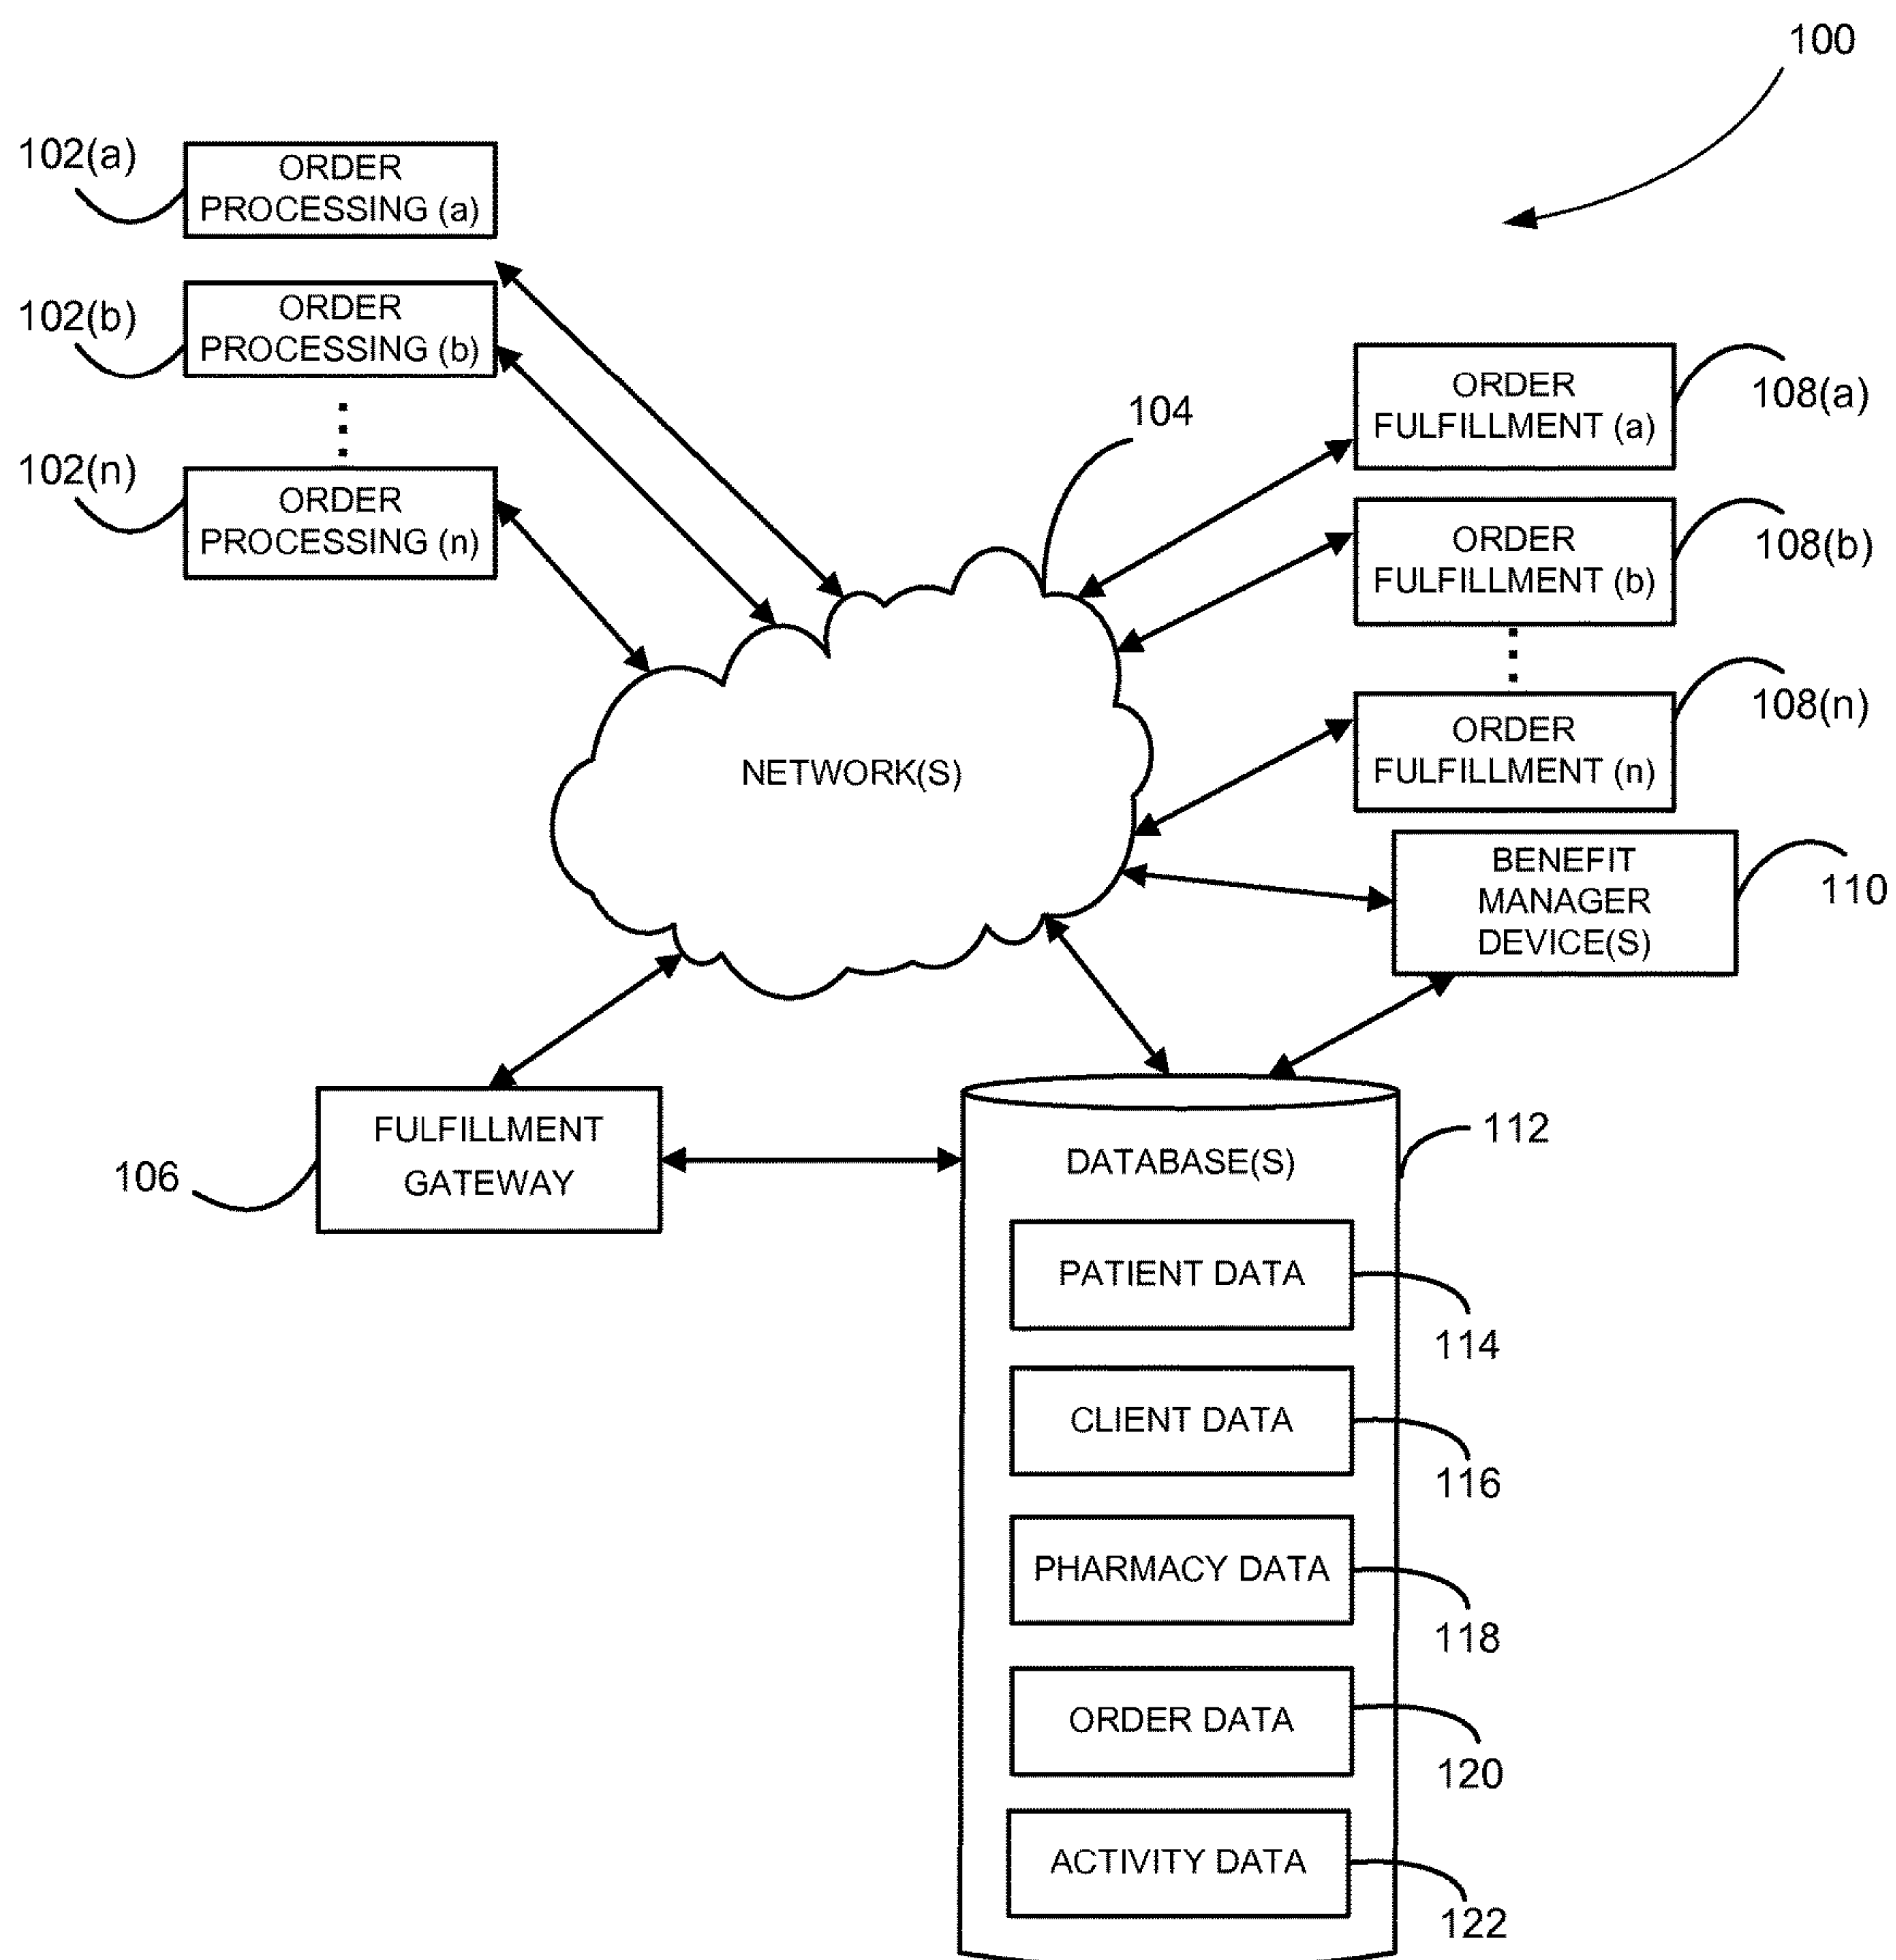 100
102(a)
ORDER
PROCESSING (a)
102(b)
ORDER
PROCESSING (b)
102(n)
ORDER
PROCESSING (n)
104
NETWORK(S)
ORDER
FULFILLMENT (a)
108(a)
ORDER
FULFILLMENT (b)
108(b)
ORDER
FULFILLMENT (n)
108(n)
BENEFIT
MANAGER
DEVICE(S)
110
106
FULFILLMENT
GATEWAY
DATABASE(S)
112
PATIENT DATA
114
CLIENT DATA
116
PHARMACY DATA
118
ORDER DATA
120
ACTIVITY DATA
122